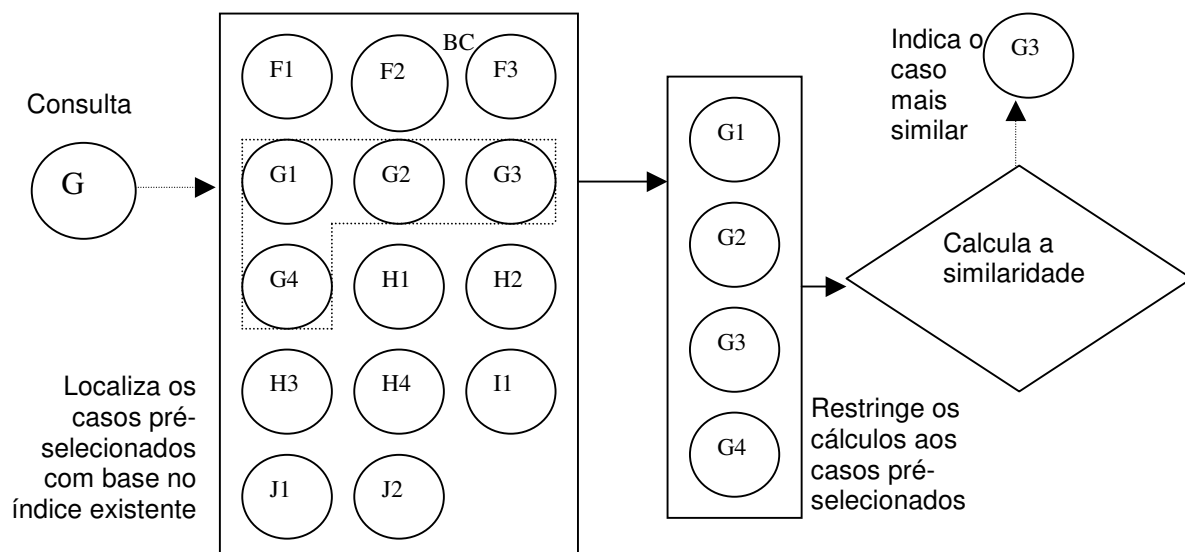 Consulta
G
Localiza os
casos pré-
selecionados
com base no
índice existente
BC
F1 F2 F3
G1 G2 G3
G4 H1 H2
H3 H4 I1
J1 J2
G1
G2
G3
G4
Restringe os
cálculos aos
casos pré-
selecionados
Calcula a
similaridade
Indica o
caso
mais
similar
G3